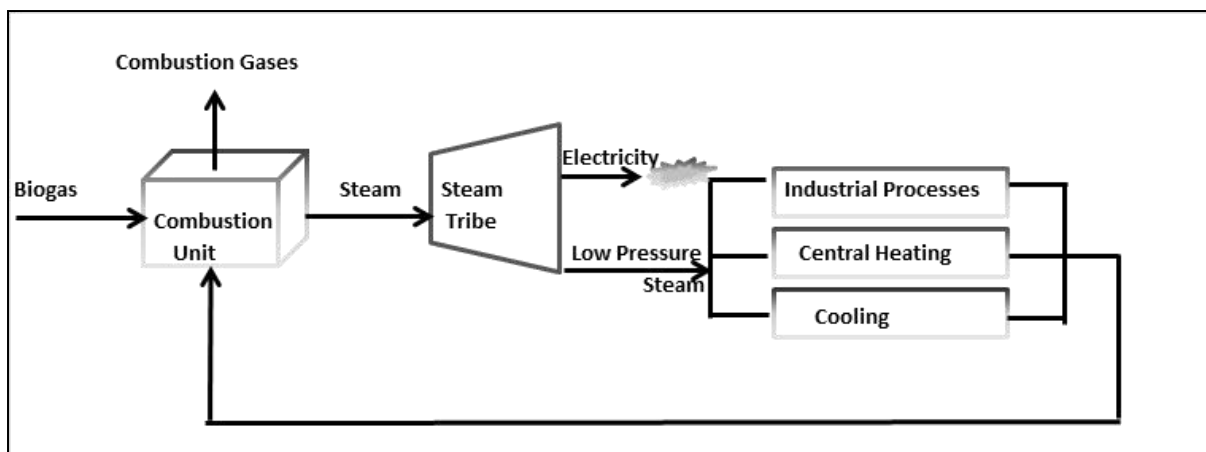 Combustion Gases
Biogas
Combustion
Unit
Steam
Steam
Tribe
Electricity
Low Pressure
Steam
Industrial Processes
Central Heating
Cooling